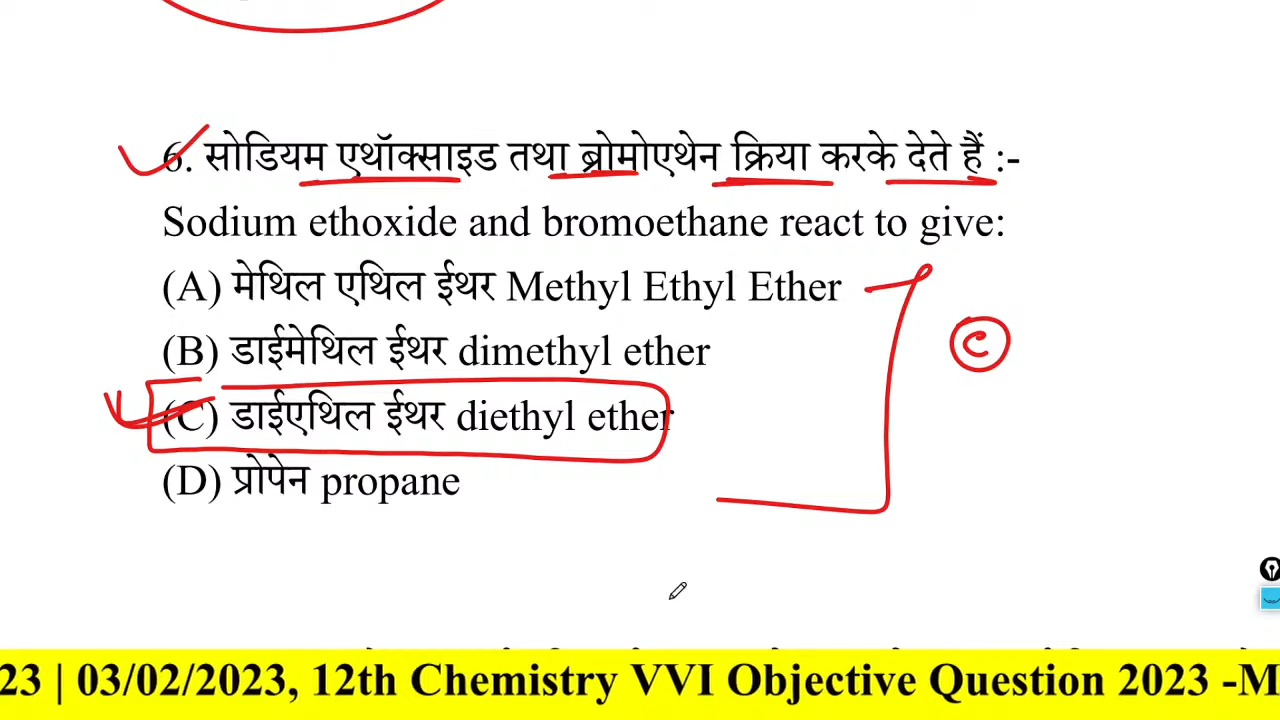 6. सोडियम एथॉक्साइड तथा ब्रोमोएथेन क्रिया करके देते हैं :-
Sodium ethoxide and bromoethane react to give:
(A) मेथिल एथिल ईथर Methyl Ethyl Ether
(B) डाईमेथिल ईथर dimethyl ether
C
(C) डाईएथिल ईथर diethyl ether
(D) प्रोपेन propane
23 | 03/02/2023, 12th Chemistry VVI Objective Question 2023 -M